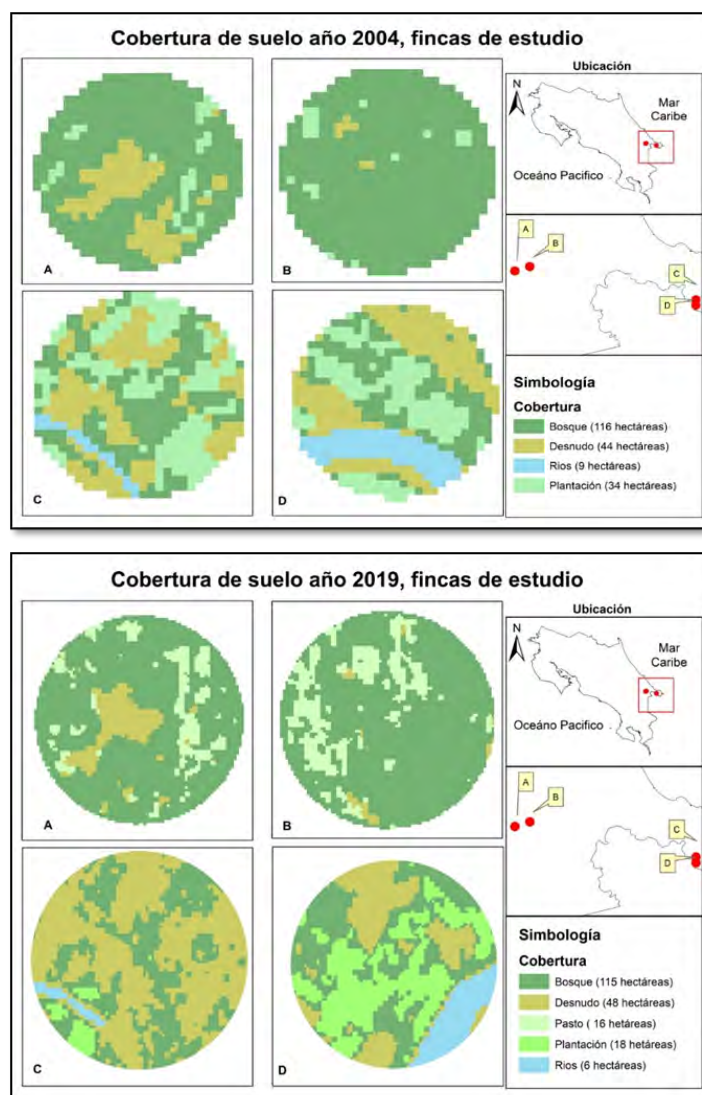 Cobertura de suelo año 2004, fincas de estudio
A
B
C
D
Ubicación
N
Mar
Caribe
Oceáno Pacifico
A
B
C
D
Simbología
Cobertura
Bosque (116 hectáreas)
Desnudo (44 hectáreas)
Rios (9 hectáreas)
Plantación (34 hectáreas)
Cobertura de suelo año 2019, fincas de estudio
A
B
C
D
Ubicación
N
Mar
Caribe
Oceáno Pacifico
A
B
C
D
Simbología
Cobertura
Bosque (115 hectáreas)
Desnudo (48 hectáreas)
Pasto ( 16 hetáreas)
Plantación (18 hetáreas)
Rios (6 hectáreas)